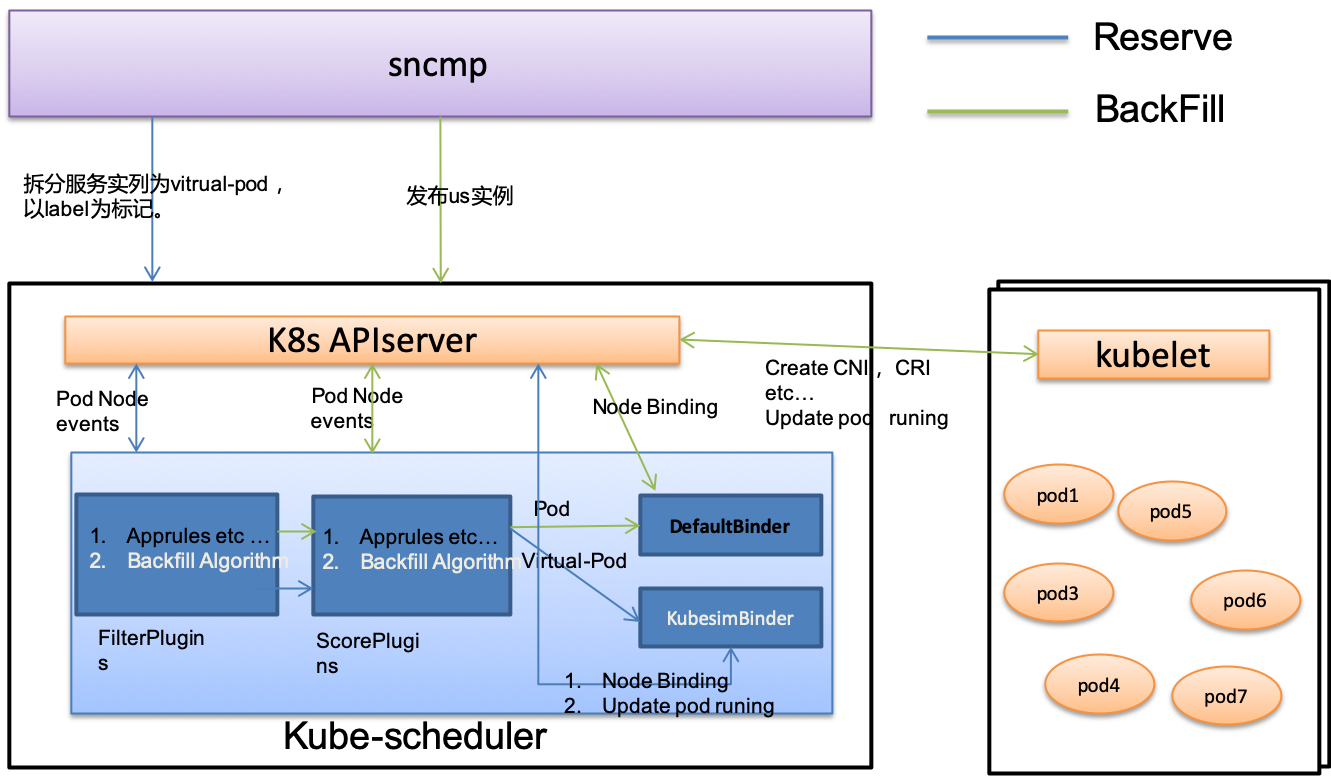 sncmp
Reserve
BackFill
拆分服务实列为vitrual-pod，
以label为标记。
发布us实例
K8s APIserver
kubelet
Pod Node
events
Pod Node
events
Node Binding
Create CNI，CRI
etc…
Update pod runing
1. Apprules etc …
2. Backfill Algorithm
1. Apprules etc…
2. Backfill Algorithm
Pod
DefaultBinder
Virtual-Pod
KubesimBinder
FilterPlugin
s
ScorePlugi
ns
1. Node Binding
2. Update pod runing
Kube-scheduler
pod1
pod5
pod3
pod6
pod4
pod7